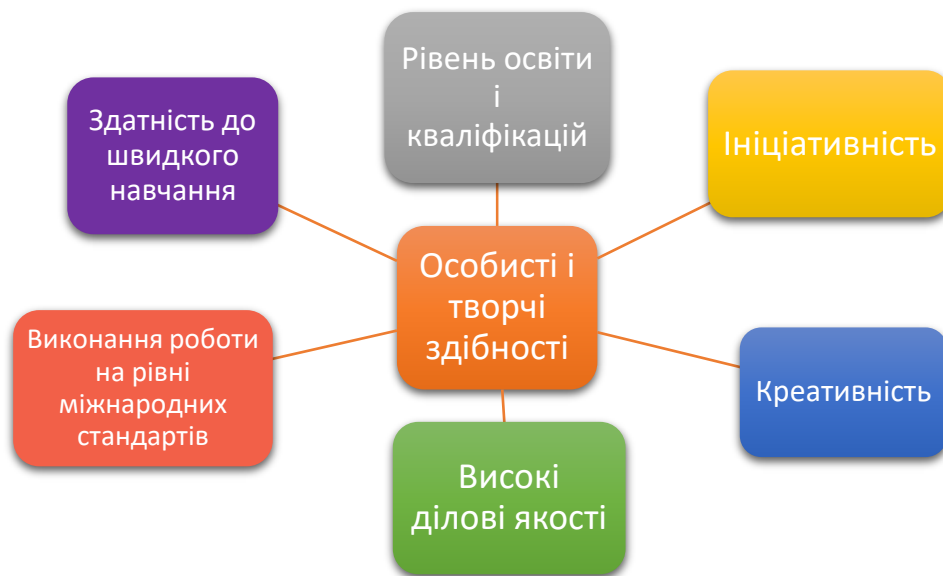 Рівень освіти
і
кваліфікацій
Здатність до
швидкого
навчання
Ініціативність
Особисті і
творчі
здібності
Виконання роботи
на рівні
міжнародних
стандартів
Креативність
Високі
ділові якості